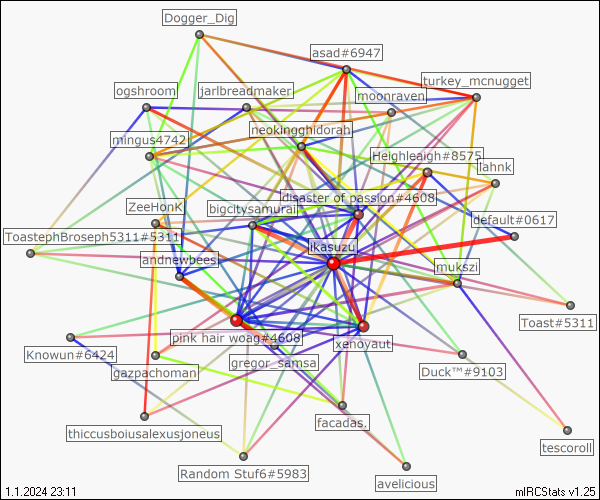 Dogger_Dig
asad#6947
turkey_mcnugget
ogshroom
jarlbreadmaker
moonraven
neokingghidorah
mingus4742
Heighleaigh#8575
lahnk
disaster of passion#4608
ZeeHonK
bigcitysamurai
default#0617
ToastephBroseph5311#5311
ikasuzu
andnewbees
mukszi
Toast#5311
pink hair woag#4608
xenoyaut
Knowun#6424
gregor_samsa
Duck™#9103
gazpachoman
facadas.
thiccusboiusalexusjoneus
tescoroll
Random Stuf6#5983
avelicious
1.1.2024 23:11
mIRCStats v1.25